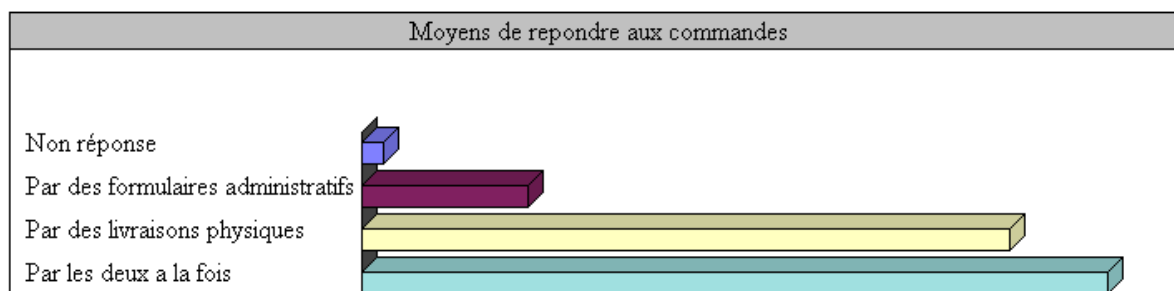 Moyens de repondre aux commandes
Non réponse
Par des formulaires administratifs
Par des livraisons physiques
Par les deux a la fois